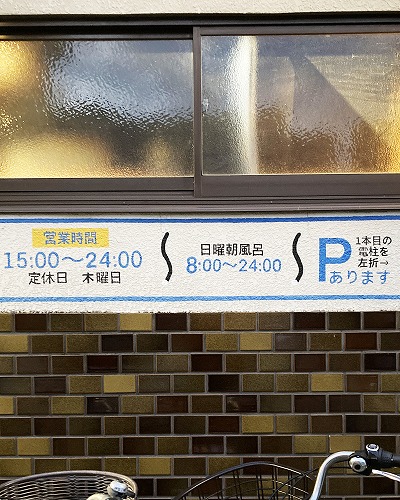 営業時間
15:00〜24:00
定休日 木曜日
日曜朝風呂
8:00〜24:00
P
1本目の
電柱を
左折→
あります